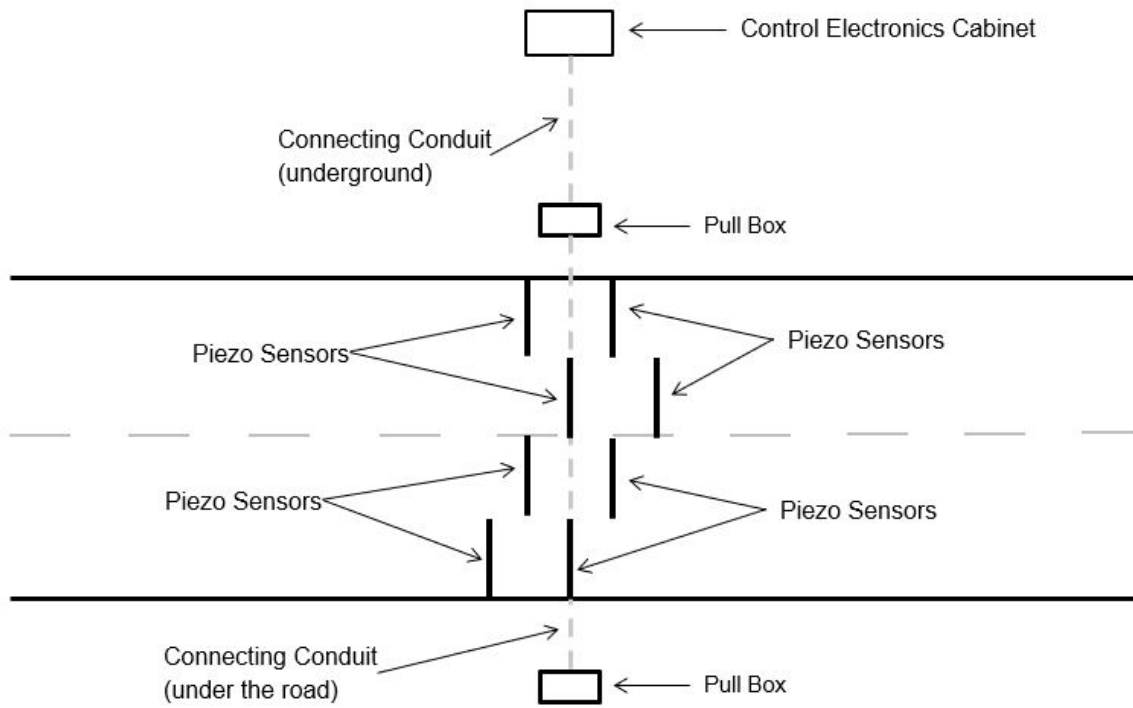 Control Electronics Cabinet
Connecting Conduit
(underground)
Pull Box
Piezo Sensors
Piezo Sensors
Piezo Sensors
Piezo Sensors
Connecting Conduit
(under the road)
Pull Box